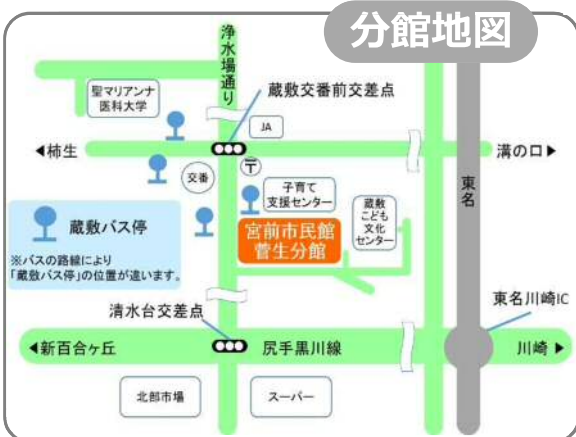 分館地図
浄水場通り
聖マリアンナ
医科大学
蔵敷交番前交差点
JA
◀柿生
溝の口▶
〒
交番
子育て
支援センター
東名
蔵敷
こども
文化
センター
蔵敷バス停
宮前市民館
菅生分館
※バスの路線により
「蔵敷バス停」の位置が違います。
清水台交差点
東名川崎IC
◀新百合ヶ丘
尻手黒川線
川崎▶
北部市場
スーパー